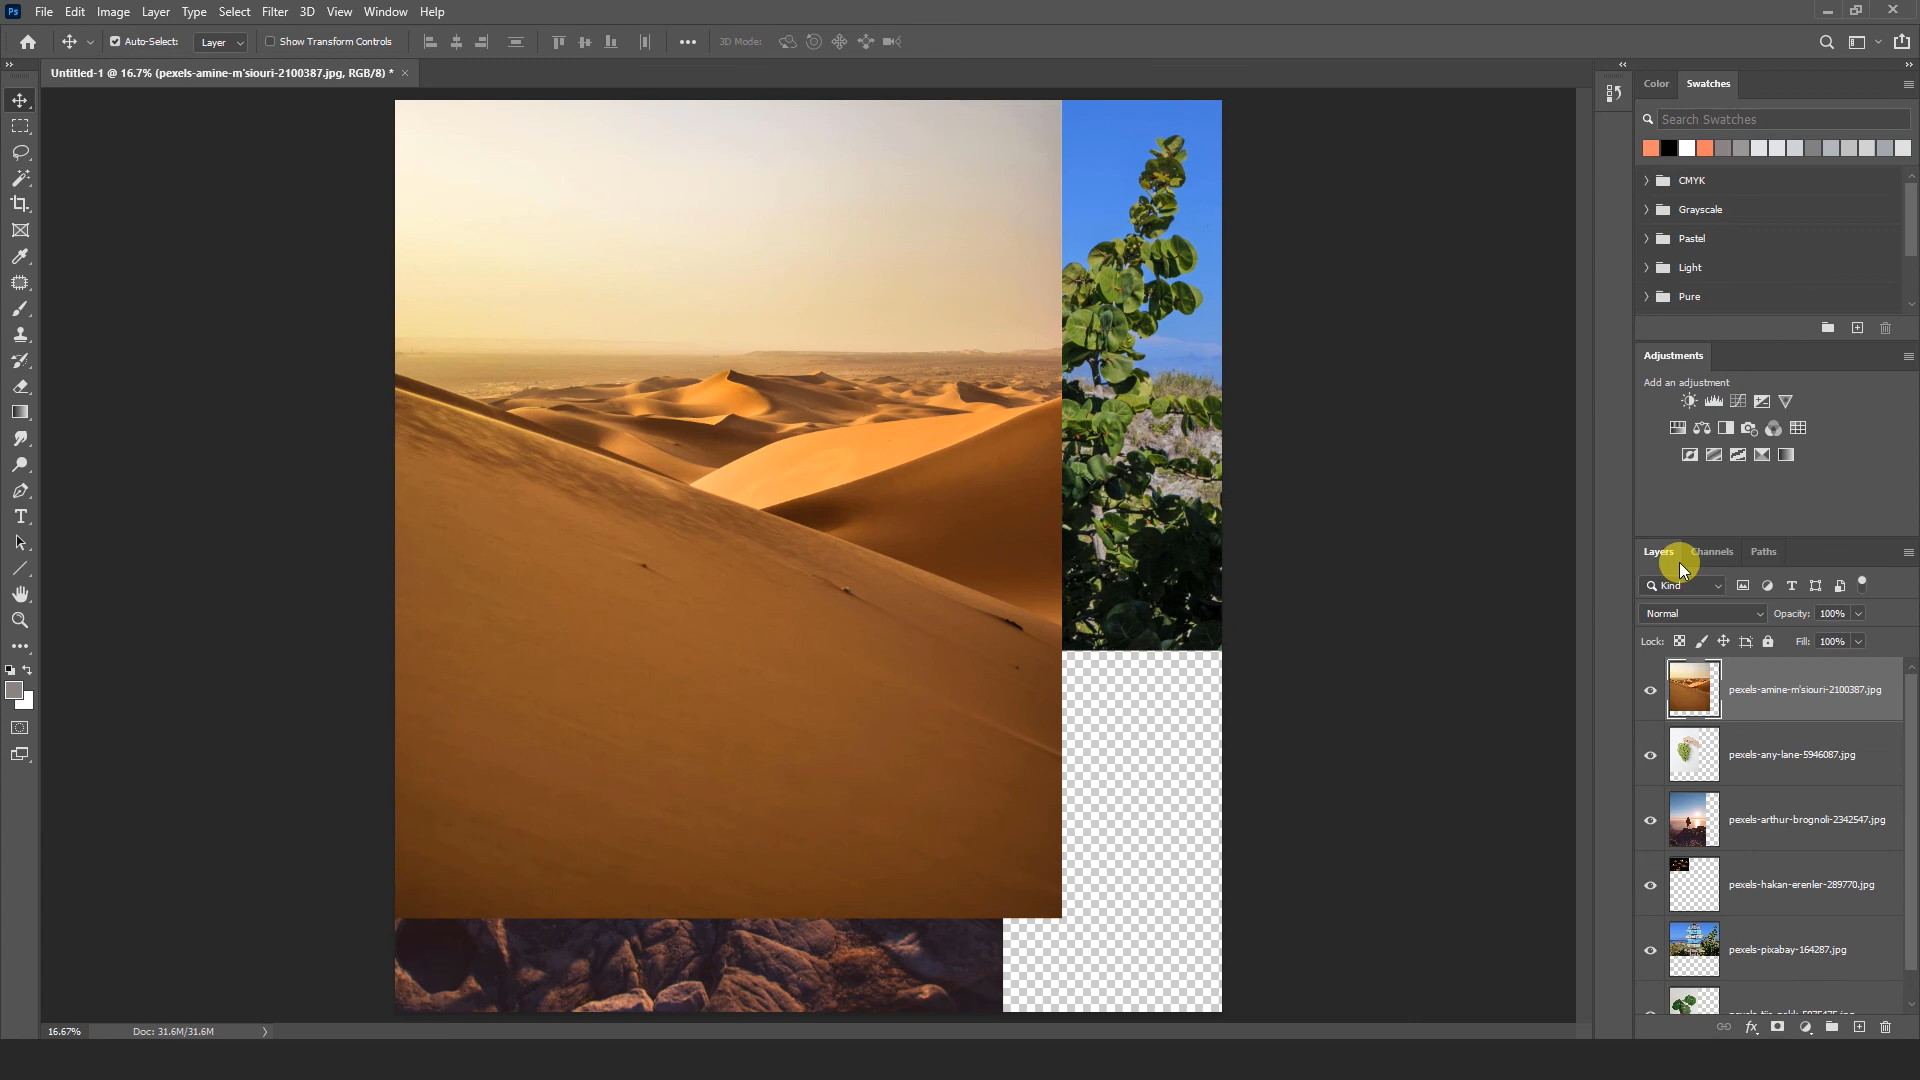 Ps File Edit Image Layer Type Select Filter 3D View Window Help
Auto-Select: Layer Show Transform Controls 3D Mode:
Untitled-1 @ 16.7% (pexels-amine-m'siouri-2100387.jpg, RGB/8) *
Color Swatches
Search Swatches
CMYK
Grayscale
Pastel
Light
Pure
Adjustments
Add an adjustment
Layers Channels Paths
Kind
Normal Opacity: 100%
Lock: Fill: 100%
pexels-amine-m'siouri-2100387.jpg
pexels-any-lane-5946087.jpg
pexels-arthur-brognoli-2342547.jpg
pexels-hakan-erenler-289770.jpg
pexels-pixabay-164287.jpg
16.67% Doc: 31.6M/31.6M